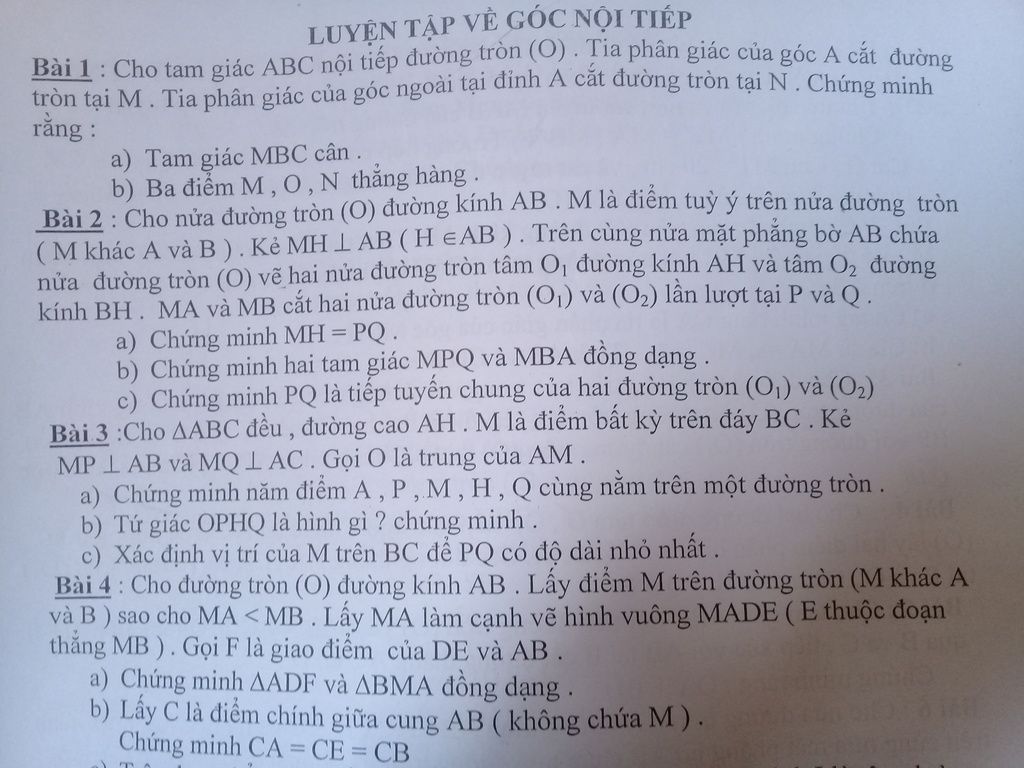 LUYỆN TẬP VỀ GÓC NỘI TIẾP
Bài 1 : Cho tam giác ABC nội tiếp đường tròn (O) . Tia phân giác của góc A cắt đường
tròn tại M . Tia phân giác của góc ngoài tại đỉnh A cắt đường tròn tại N . Chứng minh
rằng :
a) Tam giác MBC cân .
b) Ba điểm M , O , N thẳng hàng .
Bài 2 : Cho nửa đường tròn (O) đường kính AB . M là điểm tuỳ ý trên nửa đường tròn
( M khác A và B ) . Kẻ MH ⊥ AB ( H ∈AB ) . Trên cùng nửa mặt phẳng bờ AB chứa
nửa đường tròn (O) vẽ hai nửa đường tròn tâm O₁ đường kính AH và tâm O₂ đường
kính BH . MA và MB cắt hai nửa đường tròn (O₁) và (O₂) lần lượt tại P và Q .
a) Chứng minh MH = PQ .
b) Chứng minh hai tam giác MPQ và MBA đồng dạng .
c) Chứng minh PQ là tiếp tuyến chung của hai đường tròn (O₁) và (O₂)
Bài 3 :Cho ΔABC đều , đường cao AH . M là điểm bất kỳ trên đáy BC . Kẻ
MP ⊥ AB và MQ ⊥ AC . Gọi O là trung của AM .
a) Chứng minh năm điểm A , P , M , H , Q cùng nằm trên một đường tròn .
b) Tứ giác OPHQ là hình gì ? chứng minh .
c) Xác định vị trí của M trên BC để PQ có độ dài nhỏ nhất .
Bài 4 : Cho đường tròn (O) đường kính AB . Lấy điểm M trên đường tròn (M khác A
và B ) sao cho MA < MB . Lấy MA làm cạnh vẽ hình vuông MADE ( E thuộc đoạn
thẳng MB ) . Gọi F là giao điểm của DE và AB .
a) Chứng minh ΔADF và ΔBMA đồng dạng .
b) Lấy C là điểm chính giữa cung AB ( không chứa M ) .
Chứng minh CA = CE = CB